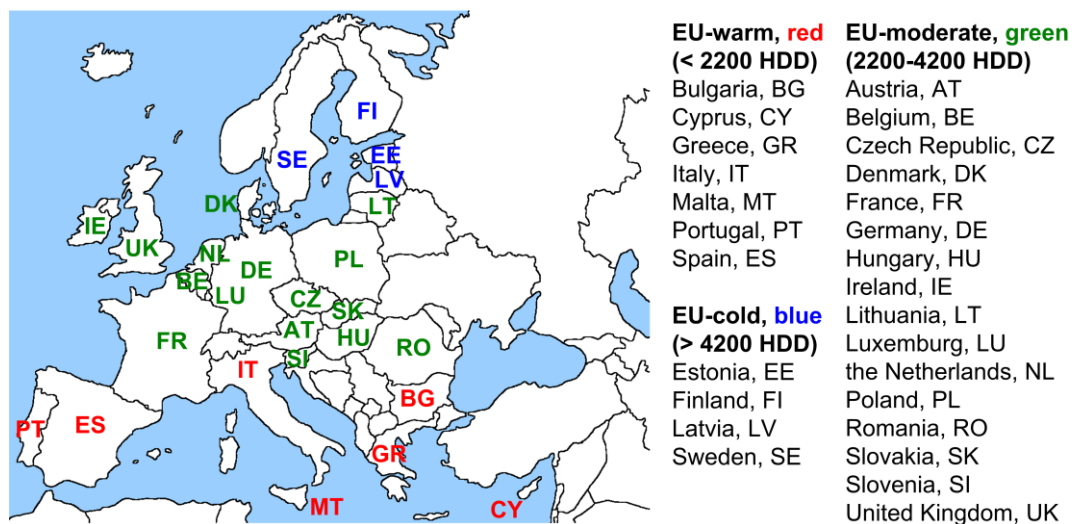 FI
SE
EE
LV
DK
LT
IE
UK
NL
BE
DE
PL
LU
CZ
SK
AT
HU
FR
SI
RO
IT
BG
PT
ES
GR
MT
CY
EU-warm, red
(< 2200 HDD)
Bulgaria, BG
Cyprus, CY
Greece, GR
Italy, IT
Malta, MT
Portugal, PT
Spain, ES
EU-cold, blue
(> 4200 HDD)
Estonia, EE
Finland, FI
Latvia, LV
Sweden, SE
EU-moderate, green
(2200-4200 HDD)
Austria, AT
Belgium, BE
Czech Republic, CZ
Denmark, DK
France, FR
Germany, DE
Hungary, HU
Ireland, IE
Lithuania, LT
Luxemburg, LU
the Netherlands, NL
Poland, PL
Romania, RO
Slovakia, SK
Slovenia, SI
United Kingdom, UK